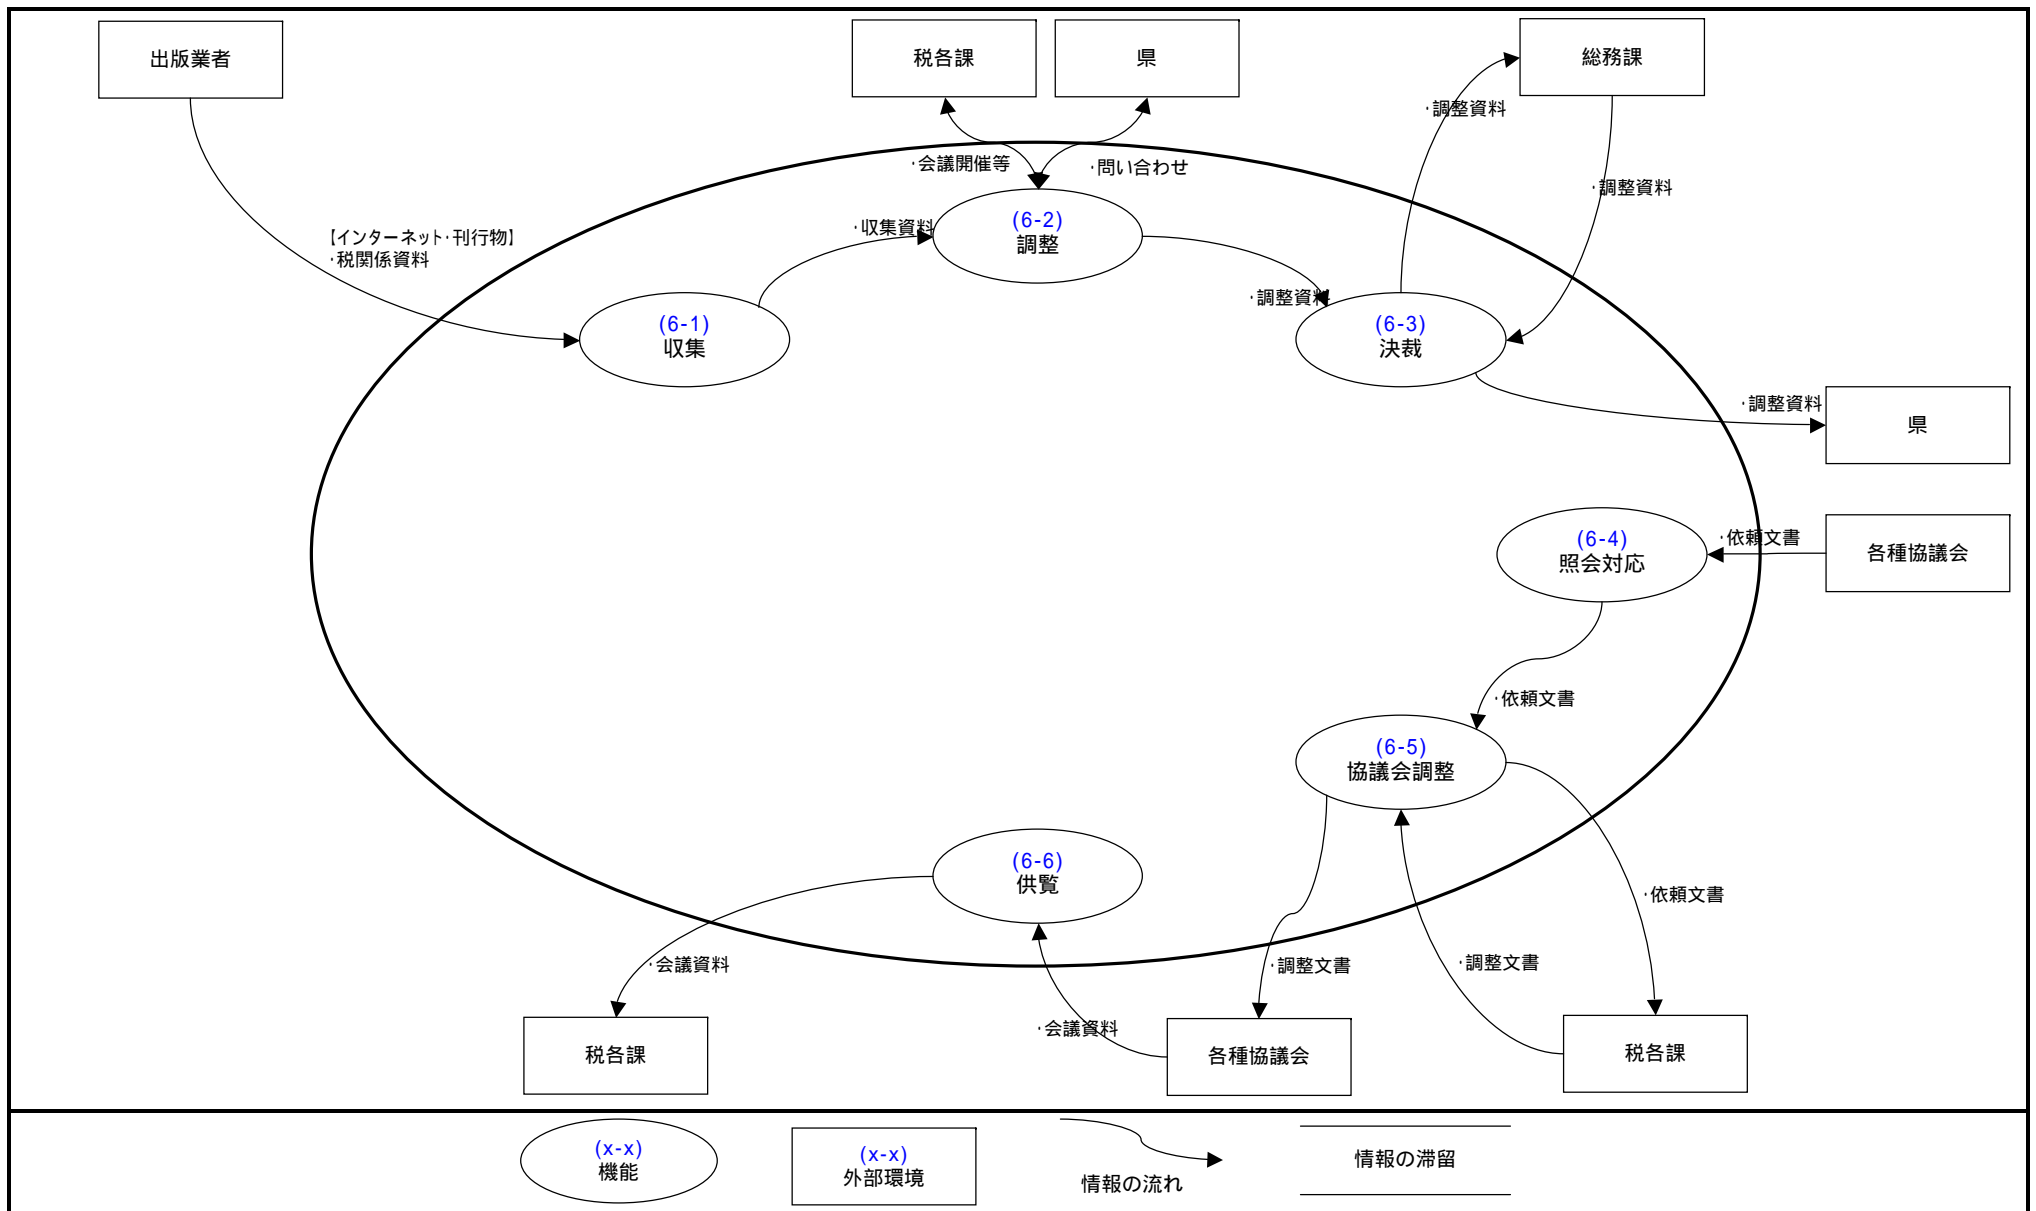 出版業者
税各課
県
総務課
・調整資料
・会議開催等
・問い合わせ
・調整資料
【インターネット・刊行物】
・税関係資料
・収集資料
(6-2)
調整
・調整資料
(6-1)
収集
(6-3)
決裁
・調整資料
県
(6-4)
照会対応
・依頼文書
各種協議会
・依頼文書
(6-5)
協議会調整
(6-6)
供覧
・依頼文書
・会議資料
・調整文書
・調整文書
・会議資料
税各課
各種協議会
税各課
(x-x)
機能
(x-x)
外部環境
情報の流れ
情報の滞留